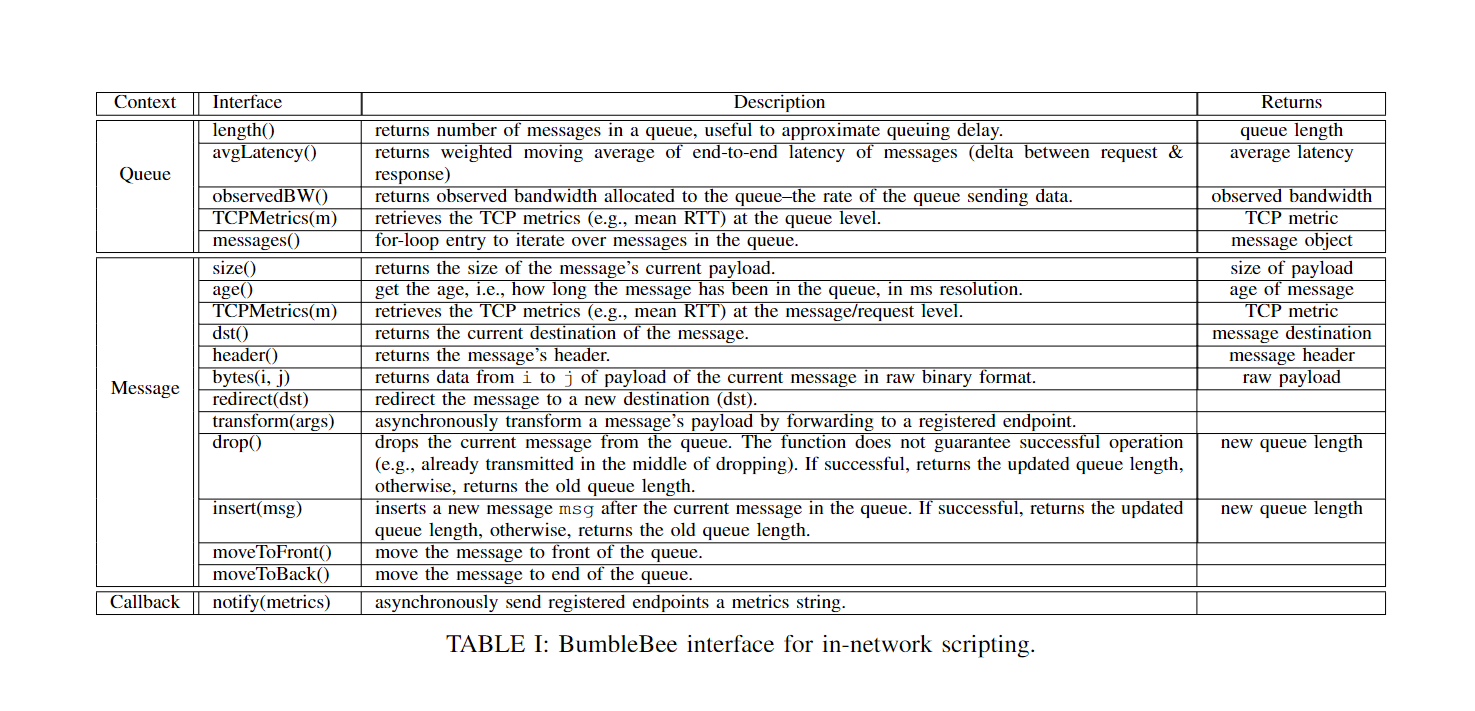 Context Interface Description Returns
length() returns number of messages in a queue, useful to approximate queuing delay. queue length
avgLatency() returns weighted moving average of end-to-end latency of messages (delta between request & average latency
Queue
response)
observedBW() returns observed bandwidth allocated to the queue–the rate of the queue sending data. observed bandwidth
TCPMetrics(m) retrieves the TCP metrics (e.g., mean RTT) at the queue level. TCP metric
messages() for-loop entry to iterate over messages in the queue. message object
size() returns the size of the message's current payload. size of payload
age() get the age, i.e., how long the message has been in the queue, in ms resolution. age of message
TCPMetrics(m) retrieves the TCP metrics (e.g., mean RTT) at the message/request level. TCP metric
dst() returns the current destination of the message. message destination
header() returns the message's header. message header
bytes(i, j) returns data from i to j of payload of the current message in raw binary format. raw payload
Message
redirect(dst) redirect the message to a new destination (dst).
transform(args) asynchronously transform a message's payload by forwarding to a registered endpoint.
drop() drops the current message from the queue. The function does not guarantee successful operation new queue length
(e.g., already transmitted in the middle of dropping). If successful, returns the updated queue length,
otherwise, returns the old queue length.
insert(msg) inserts a new message msg after the current message in the queue. If successful, returns the updated new queue length
queue length, otherwise, returns the old queue length.
moveToFront() move the message to front of the queue.
moveToBack() move the message to end of the queue.
Callback notify(metrics) asynchronously send registered endpoints a metrics string.
TABLE I: BumbleBee interface for in-network scripting.